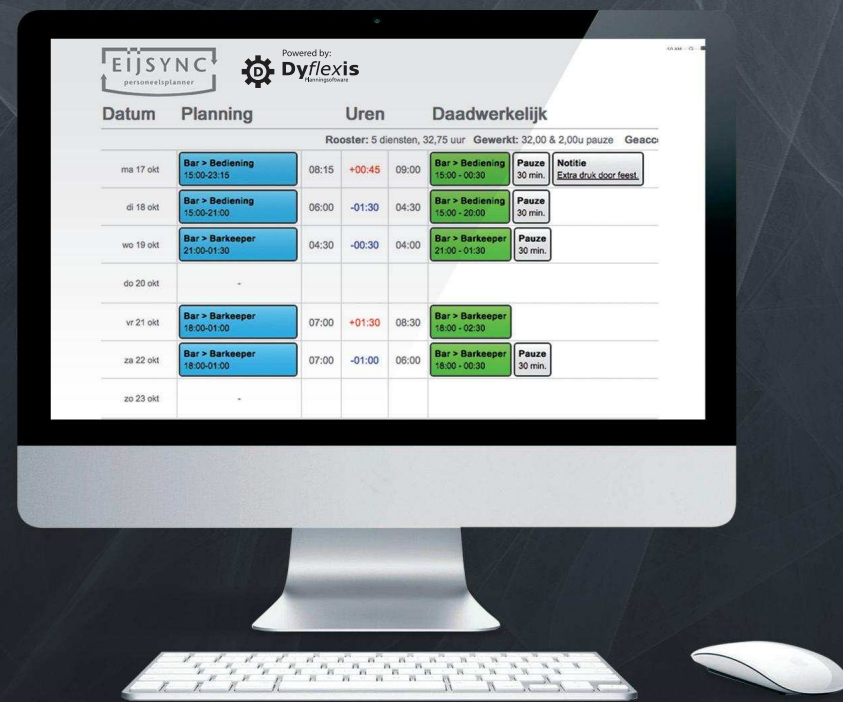 EIJSYNC
personeelsplanner
Powered by:
Dyflexis
Planningsoftware
Datum Planning Uren Daadwerkelijk
Rooster: 5 diensten, 32,75 uur Gewerkt: 32,00 & 2,00u pauze
ma 17 okt
Bar > Bediening
15:00-23:15
08:15 +00:45 09:00
Bar > Bediening
15:00 - 00:30
Pauze
30 min.
Notitie
Extra druk door feest.
di 18 okt
Bar > Bediening
15:00-21:00
06:00 -01:30 04:30
Bar > Bediening
15:00 - 20:00
Pauze
30 min.
wo 19 okt
Bar > Barkeeper
21:00-01:30
04:30 -00:30 04:00
Bar > Barkeeper
21:00 - 01:30
Pauze
30 min.
do 20 okt -
vr 21 okt
Bar > Barkeeper
18:00-01:00
07:00 +01:30 08:30
Bar > Barkeeper
18:00 - 02:30
za 22 okt
Bar > Barkeeper
18:00-01:00
07:00 -01:00 06:00
Bar > Barkeeper
18:00 - 00:30
Pauze
30 min.
zo 23 okt -